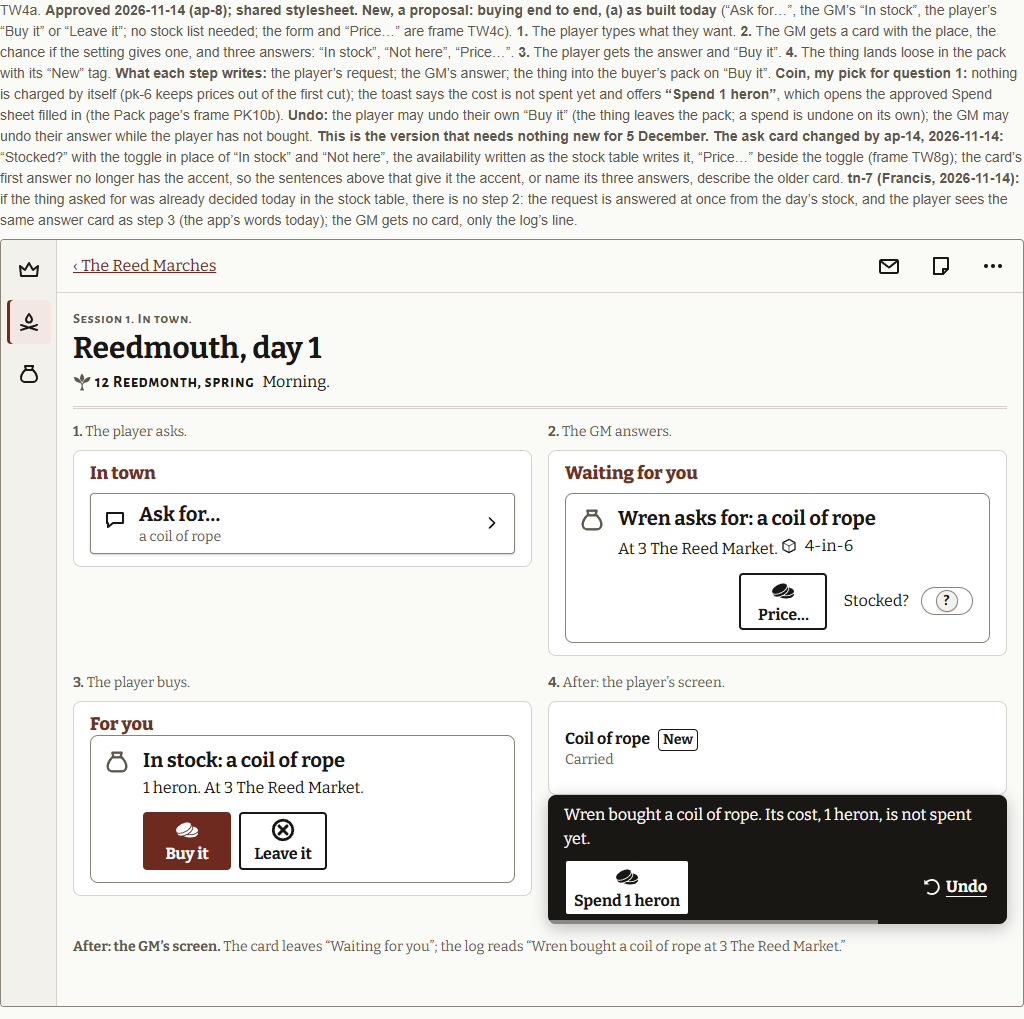 TW4a. Approved 2026-11-14 (ap-8); shared stylesheet. New, a proposal: buying end to end, (a) as built today (“Ask for…”, the GM’s “In stock”, the player’s
“Buy it” or “Leave it”; no stock list needed; the form and “Price…” are frame TW4c). 1. The player types what they want. 2. The GM gets a card with the place, the
chance if the setting gives one, and three answers: “In stock”, “Not here”, “Price…”. 3. The player gets the answer and “Buy it”. 4. The thing lands loose in the pack
with its “New” tag. What each step writes: the player’s request; the GM’s answer; the thing into the buyer’s pack on “Buy it”. Coin, my pick for question 1: nothing
is charged by itself (pk-6 keeps prices out of the first cut); the toast says the cost is not spent yet and offers “Spend 1 heron”, which opens the approved Spend
sheet filled in (the Pack page’s frame PK10b). Undo: the player may undo their own “Buy it” (the thing leaves the pack; a spend is undone on its own); the GM may
undo their answer while the player has not bought. This is the version that needs nothing new for 5 December. The ask card changed by ap-14, 2026-11-14:
“Stocked?” with the toggle in place of “In stock” and “Not here”, the availability written as the stock table writes it, “Price…” beside the toggle (frame TW8g); the card’s
first answer no longer has the accent, so the sentences above that give it the accent, or name its three answers, describe the older card. tn-7 (Francis, 2026-11-14):
if the thing asked for was already decided today in the stock table, there is no step 2: the request is answered at once from the day’s stock, and the player sees the
same answer card as step 3 (the app’s words today); the GM gets no card, only the log’s line.
‹ The Reed Marches
Session 1. In town.
Reedmouth, day 1
12 Reedmonth, spring Morning.
1. The player asks.
In town
Ask for…
a coil of rope
2. The GM answers.
Waiting for you
Wren asks for: a coil of rope
At 3 The Reed Market. 4-in-6
Price…
Stocked? ?
3. The player buys.
For you
In stock: a coil of rope
1 heron. At 3 The Reed Market.
Buy it
Leave it
4. After: the player’s screen.
Coil of rope New
Carried
Wren bought a coil of rope. Its cost, 1 heron, is not spent
yet.
Spend 1 heron
Undo
After: the GM’s screen. The card leaves “Waiting for you”; the log reads “Wren bought a coil of rope at 3 The Reed Market.”